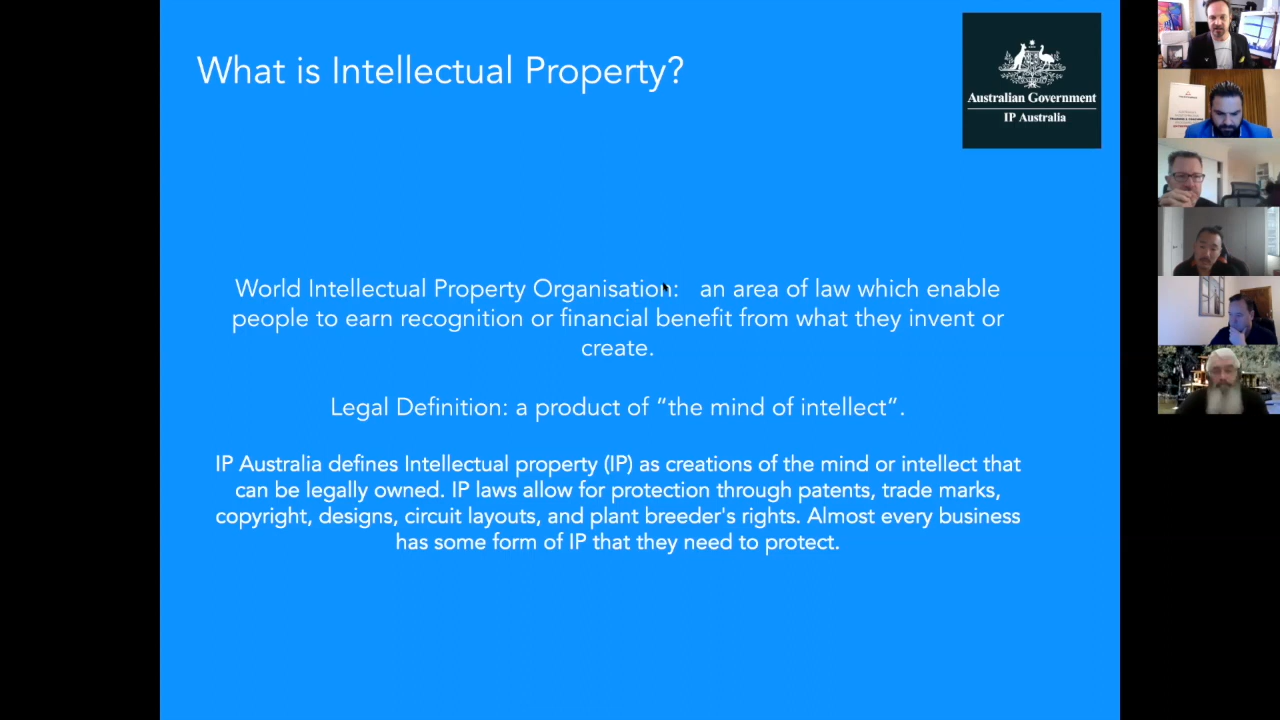 What is Intellectual Property?
Australian Government
IP Australia
World Intellectual Property Organisation: an area of law which enable
people to earn recognition or financial benefit from what they invent or
create.
Legal Definition: a product of “the mind of intellect“.
IP Australia defines Intellectual property (IP) as creations of the mind or intellect that
can be legally owned. IP laws allow for protection through patents, trade marks,
copyright, designs, circuit layouts, and plant breeder's rights. Almost every business
has some form of IP that they need to protect.